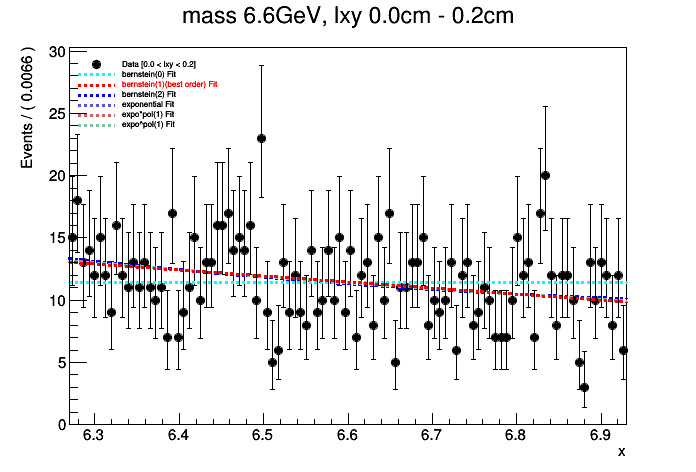 mass 6.6GeV, lxy 0.0cm - 0.2cm
Events / ( 0.0066 )
30
25
20
15
10
5
0
Data [0.0 < lxy < 0.2]
bernstein(0) Fit
bernstein(1)(best order) Fit
bernstein(2) Fit
exponential Fit
expo*pol(1) Fit
expo^pol(1) Fit
6.3 6.4 6.5 6.6 6.7 6.8 6.9
x